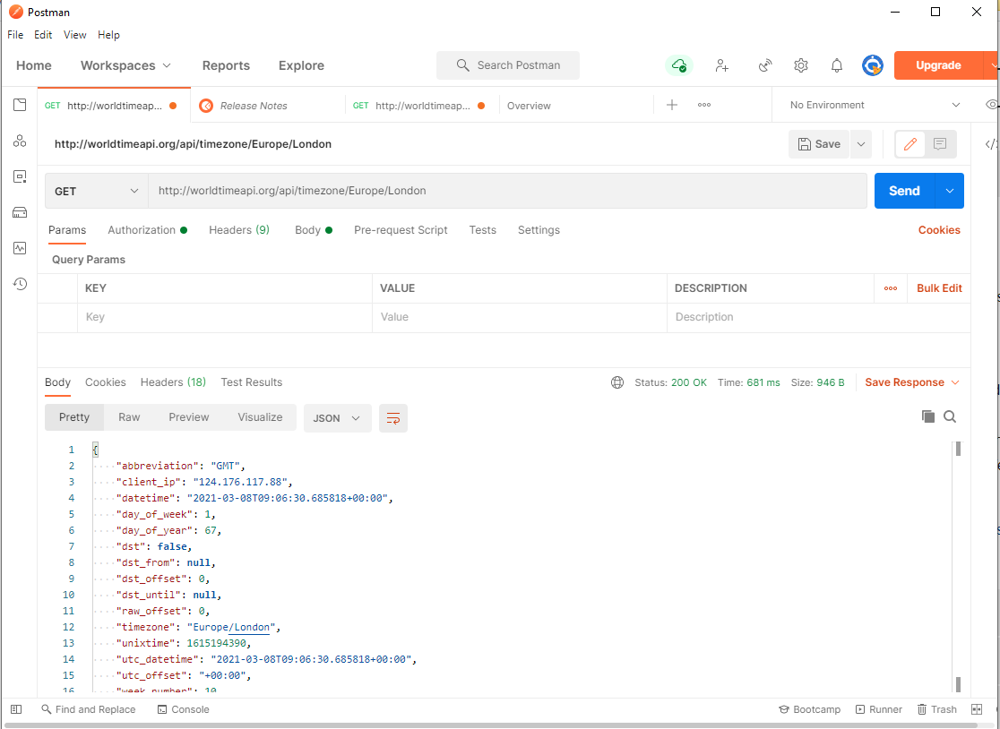 Postman
File Edit View Help
Home Workspaces Reports Explore Search Postman Upgrade
GET http://worldtimeap... Release Notes GET http://worldtimeap... Overview No Environment
http://worldtimeapi.org/api/timezone/Europe/London Save
GET http://worldtimeapi.org/api/timezone/Europe/London Send
Params Authorization Headers (9) Body Pre-request Script Tests Settings Cookies
Query Params
KEY VALUE DESCRIPTION Bulk Edit
Key Value Description
Body Cookies Headers (18) Test Results Status: 200 OK Time: 681 ms Size: 946 B Save Response
Pretty Raw Preview Visualize JSON
1 {
2 "abbreviation": "GMT",
3 "client_ip": "124.176.117.88",
4 "datetime": "2021-03-08T09:06:30.685818+00:00",
5 "day_of_week": 1,
6 "day_of_year": 67,
7 "dst": false,
8 "dst_from": null,
9 "dst_offset": 0,
10 "dst_until": null,
11 "raw_offset": 0,
12 "timezone": "Europe/London",
13 "unixtime": 1615194390,
14 "utc_datetime": "2021-03-08T09:06:30.685818+00:00",
15 "utc_offset": "+00:00",
16 "week_number": 10
Find and Replace Console Bootcamp Runner Trash